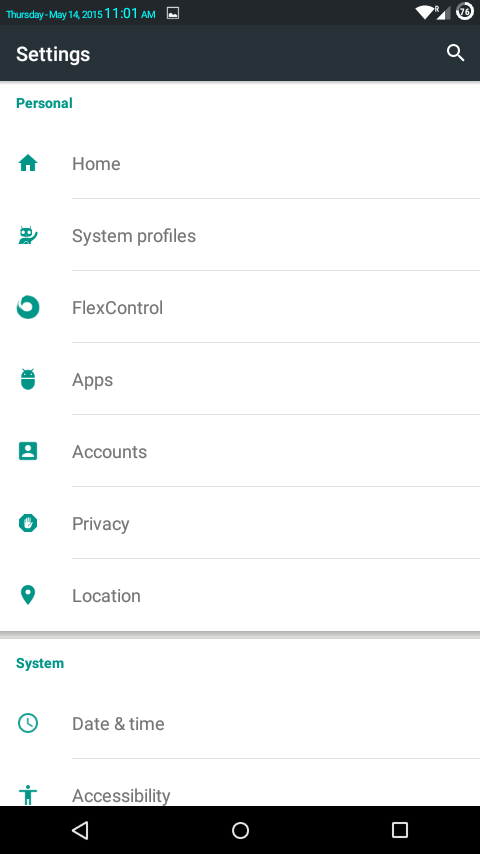 Thursday - May 14, 2015 11:01 AM R 76
Settings
Personal
Home
System profiles
FlexControl
Apps
Accounts
Privacy
Location
System
Date & time
Accessibility